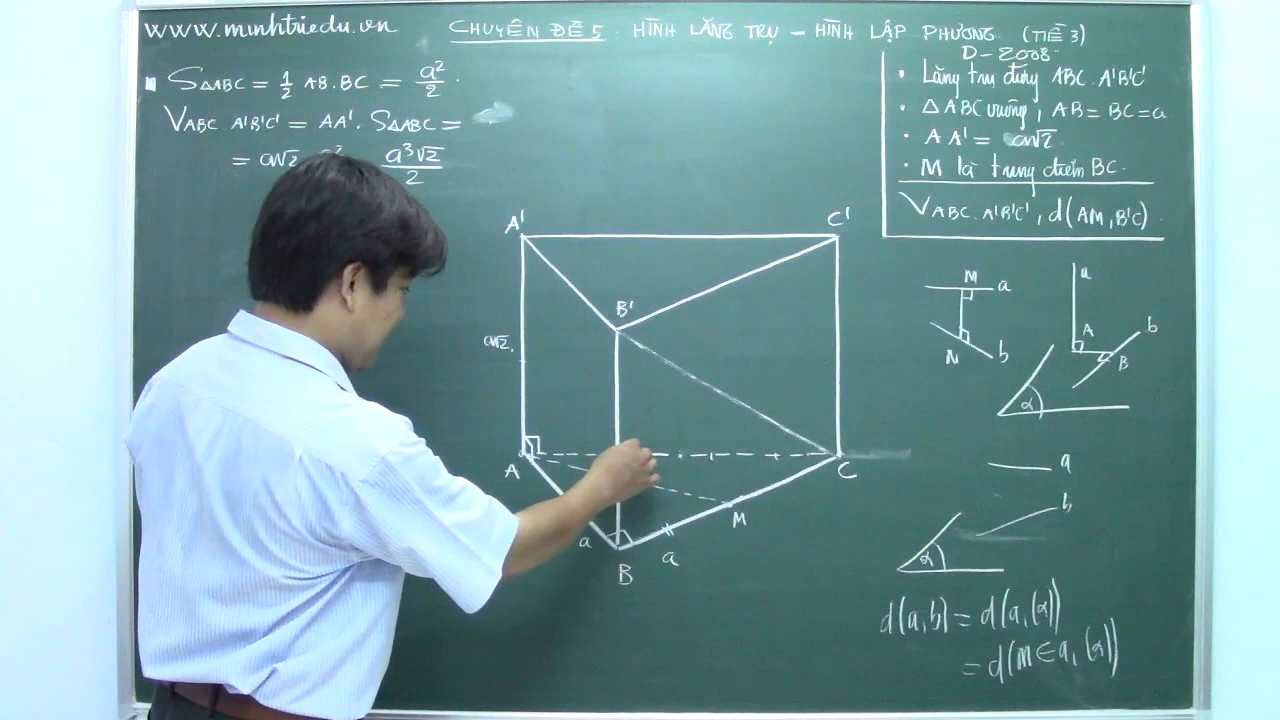 www.minhtriedu.vn
CHUYÊN ĐỀ 5 : HÌNH LĂNG TRỤ - HÌNH LẬP PHƯƠNG. (TIẾ 3)
D-2008.
S∆ABC = 1/2 AB.BC = a²/2.
VABC A'B'C' = AA'. S∆ABC =
= a√2 a³√2/2
• Lăng trụ đứng ABC.A'B'C'
• ∆ABC vuông, AB = BC = a
• AA' = a√2.
• M là trung điểm BC.
VABC.A'B'C', d(AM, B'C)
A'
C'
B'
a√2.
A
C
M
a
a
B
M a
N b
a
A
b
B
α
a
b
α
d(a,b) = d(a,(α))
= d(M∈a,(α))